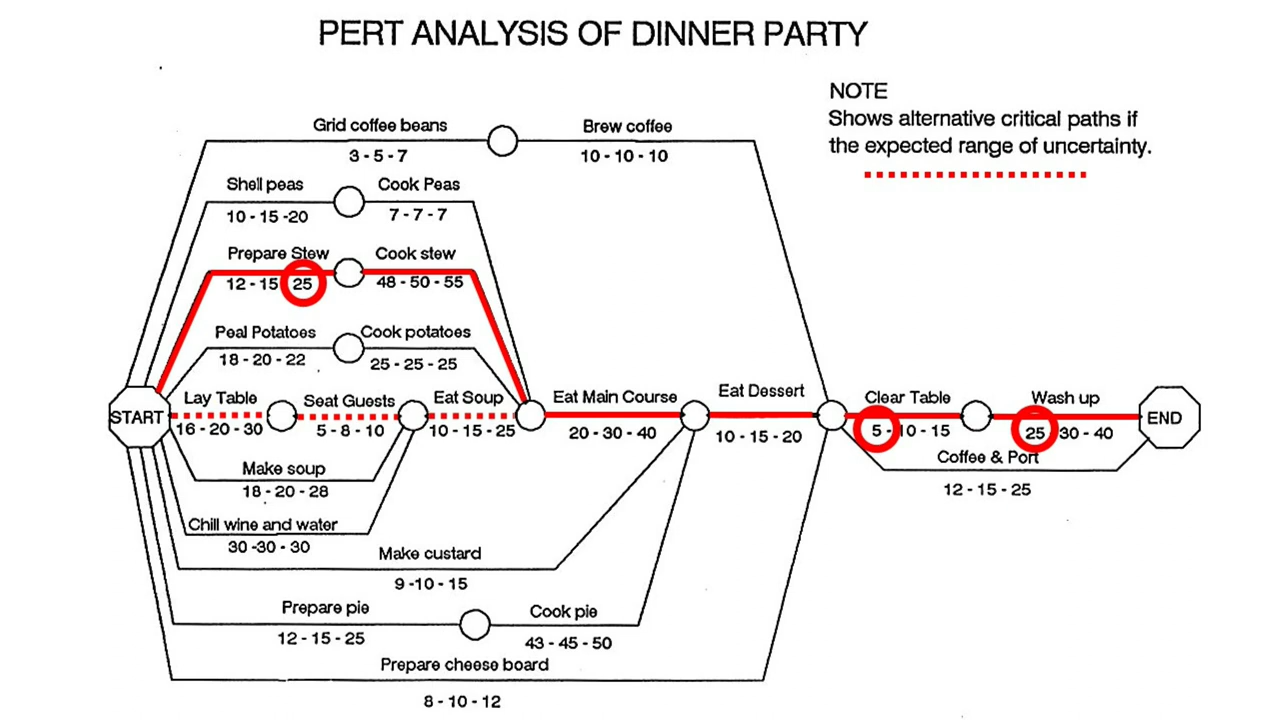 PERT ANALYSIS OF DINNER PARTY
NOTE
Shows alternative critical paths if
the expected range of uncertainty.
Grid coffee beans
3 - 5 - 7
Brew coffee
10 - 10 - 10
Shell peas
10 - 15 -20
Cook Peas
7 - 7 - 7
Prepare Stew
12 - 15 25
Cook stew
48 - 50 - 55
Peal Potatoes
18 - 20 - 22
Cook potatoes
25 - 25 - 25
START
Lay Table
16 - 20 - 30
Seat Guests
5 - 8 - 10
Eat Soup
10 - 15 - 25
Eat Main Course
20 - 30 - 40
Eat Dessert
10 - 15 - 20
Clear Table
5 - 10 - 15
Wash up
25 30 - 40
END
Coffee & Port
12 - 15 - 25
Make soup
18 - 20 - 28
Chill wine and water
30 -30 - 30
Make custard
9 -10 - 15
Prepare pie
12 - 15 - 25
Cook pie
43 - 45 - 50
Prepare cheese board
8 - 10 - 12